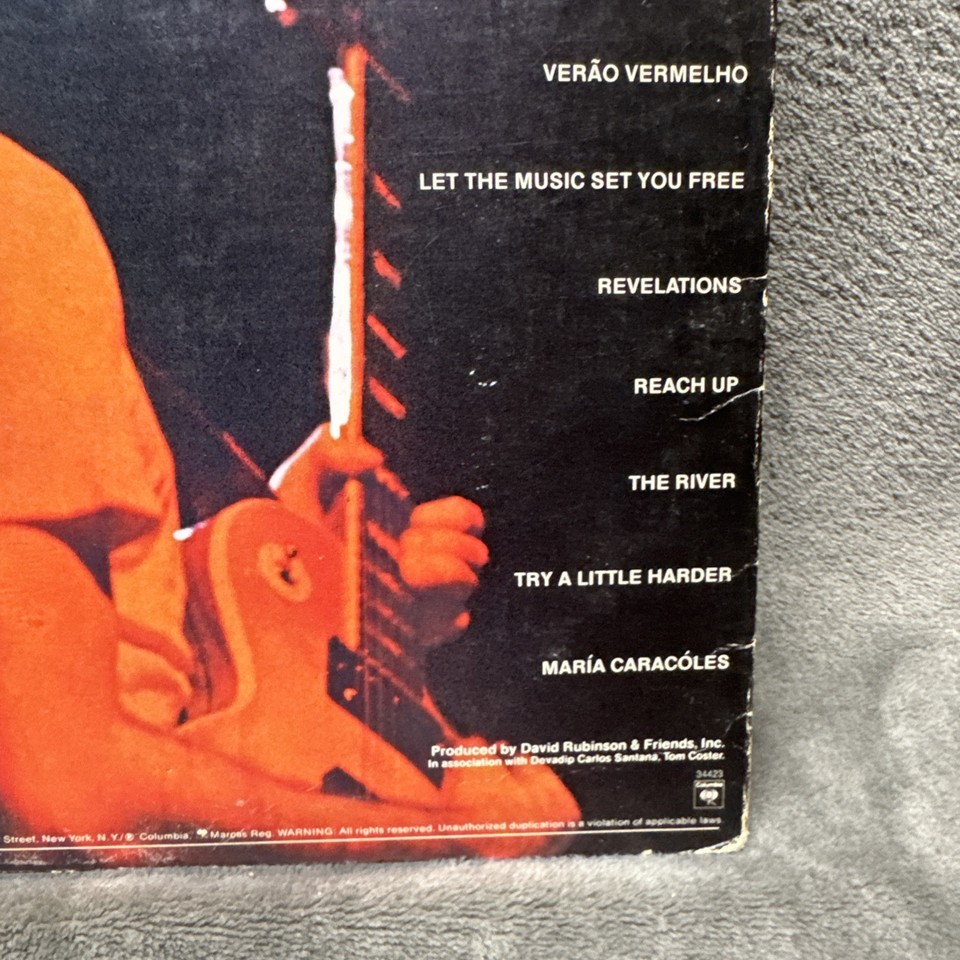 VERÃO VERMELHO
LET THE MUSIC SET YOU FREE
REVELATIONS
REACH UP
THE RIVER
TRY A LITTLE HARDER
MARÍA CARACÓLES
Produced by David Rubinson & Friends, Inc.
In association with Devadip Carlos Santana, Tom Coster.
34423
Columbia
Street, New York, N.Y./℗ Columbia, Marcas Reg. WARNING: All rights reserved. Unauthorized duplication is a violation of applicable laws.